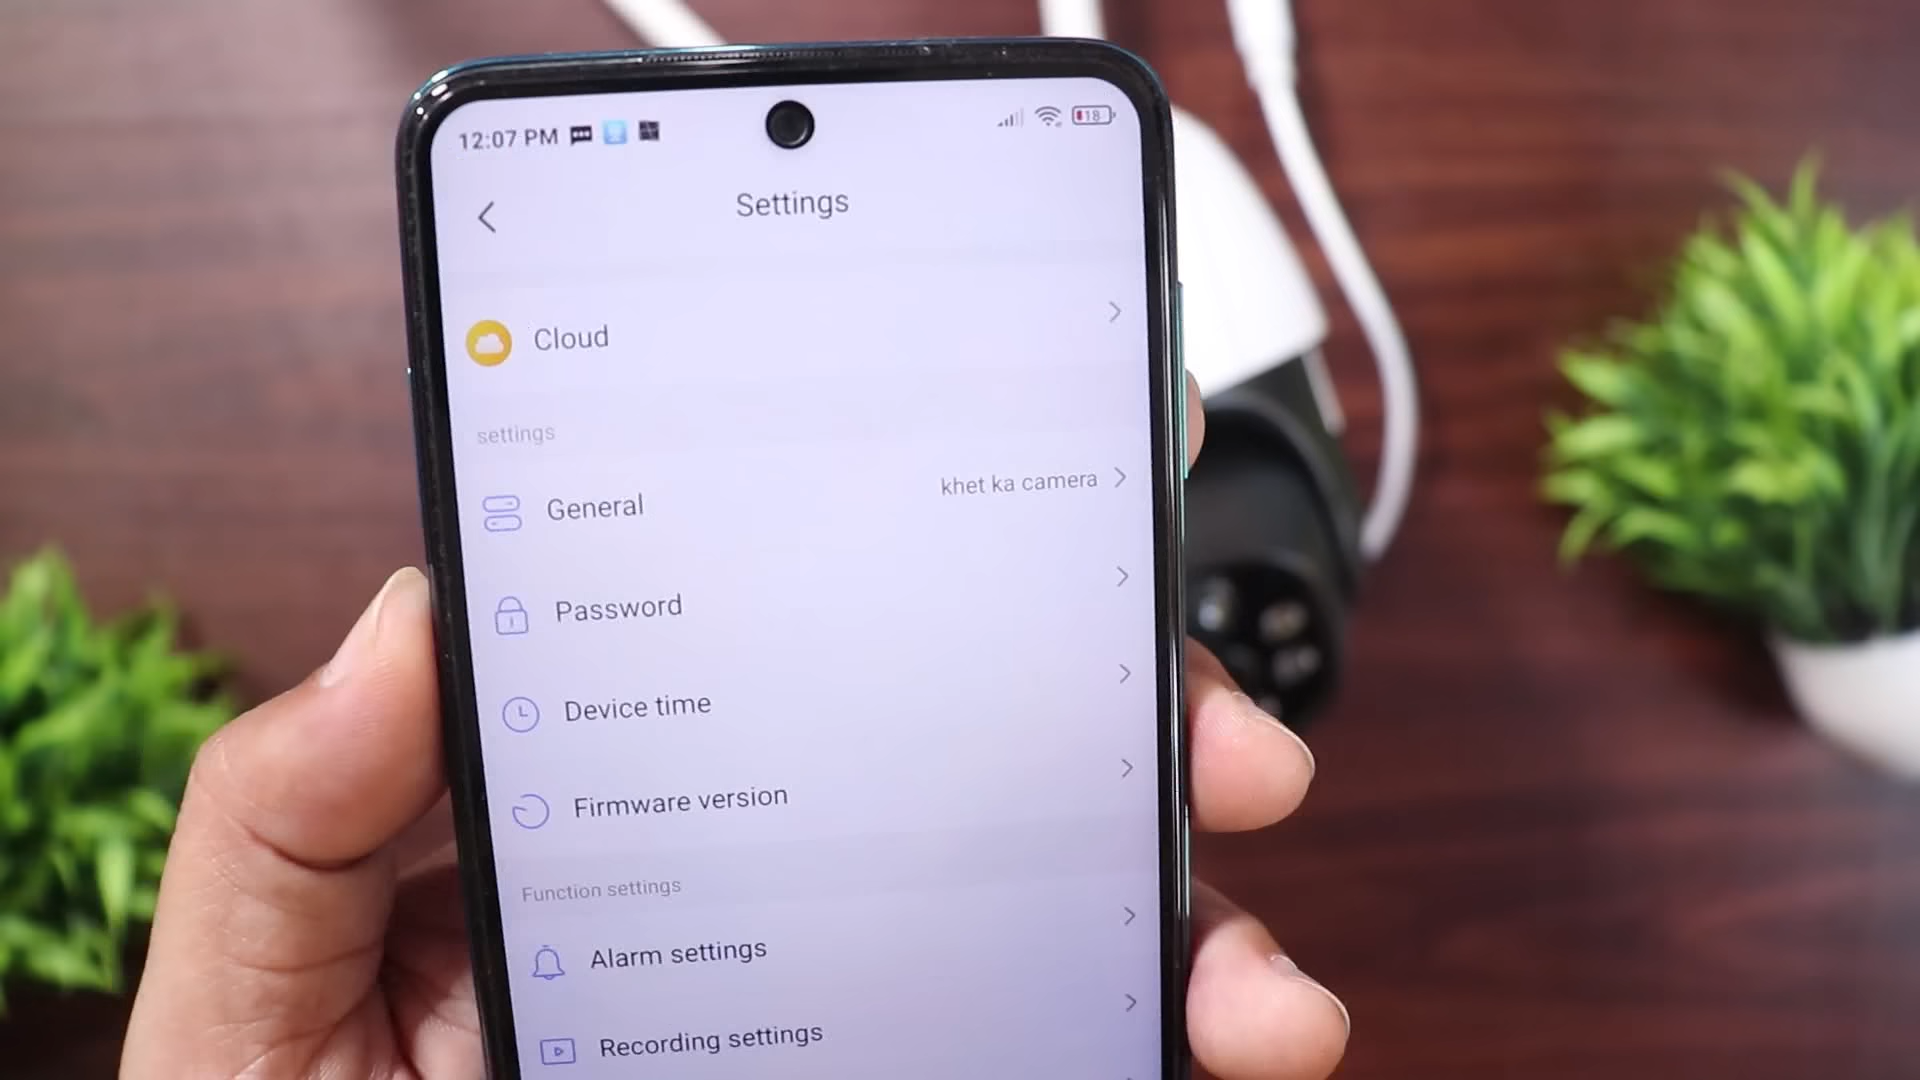 12:07 PM
18
Settings
Cloud
settings
General
khet ka camera
Password
Device time
Firmware version
Function settings
Alarm settings
Recording settings